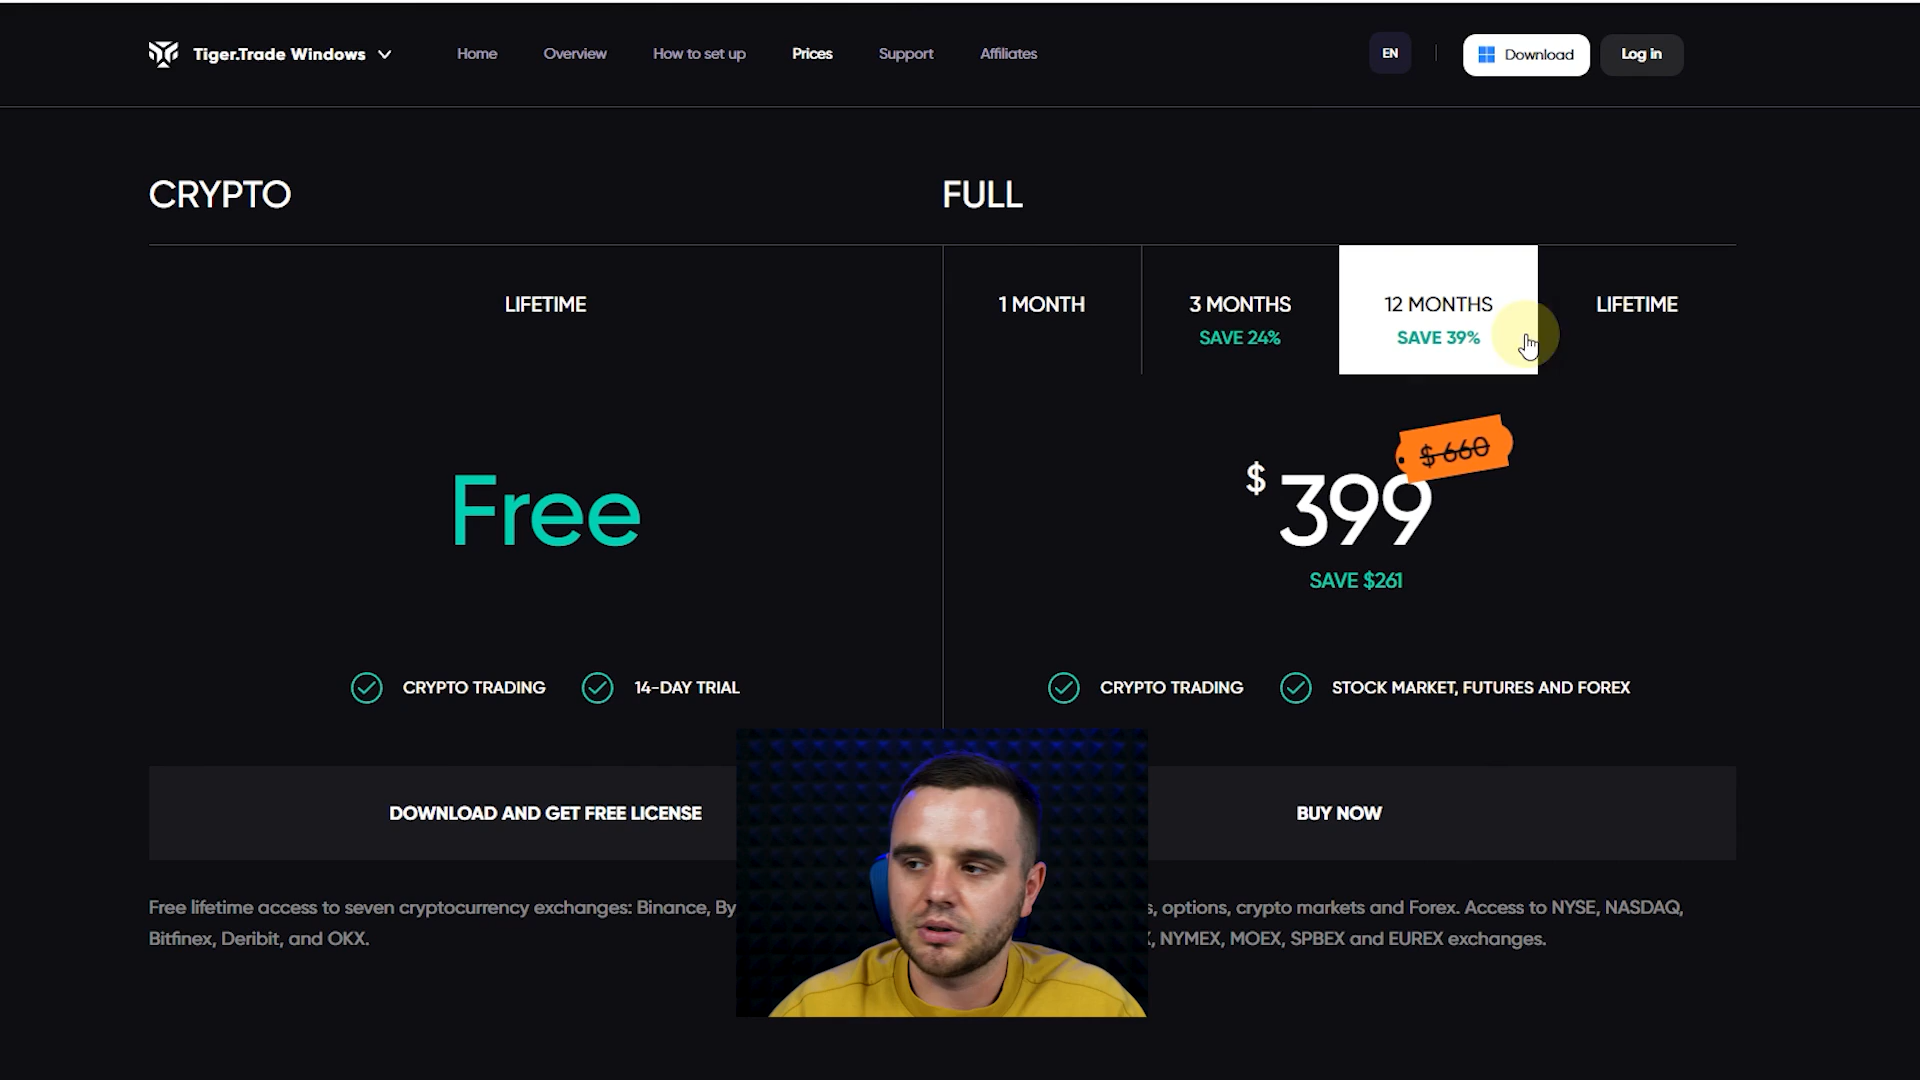 Tiger.Trade Windows
Home
Overview
How to set up
Prices
Support
Affiliates
EN
Download
Log in
CRYPTO
FULL
LIFETIME
1 MONTH
3 MONTHS
SAVE 24%
12 MONTHS
SAVE 39%
LIFETIME
Free
$ 399
$ 660
SAVE $261
CRYPTO TRADING
14-DAY TRIAL
CRYPTO TRADING
STOCK MARKET, FUTURES AND FOREX
DOWNLOAD AND GET FREE LICENSE
BUY NOW
Free lifetime access to seven cryptocurrency exchanges: Binance, By
Bitfinex, Deribit, and OKX.
s, options, crypto markets and Forex. Access to NYSE, NASDAQ,
, NYMEX, MOEX, SPBEX and EUREX exchanges.